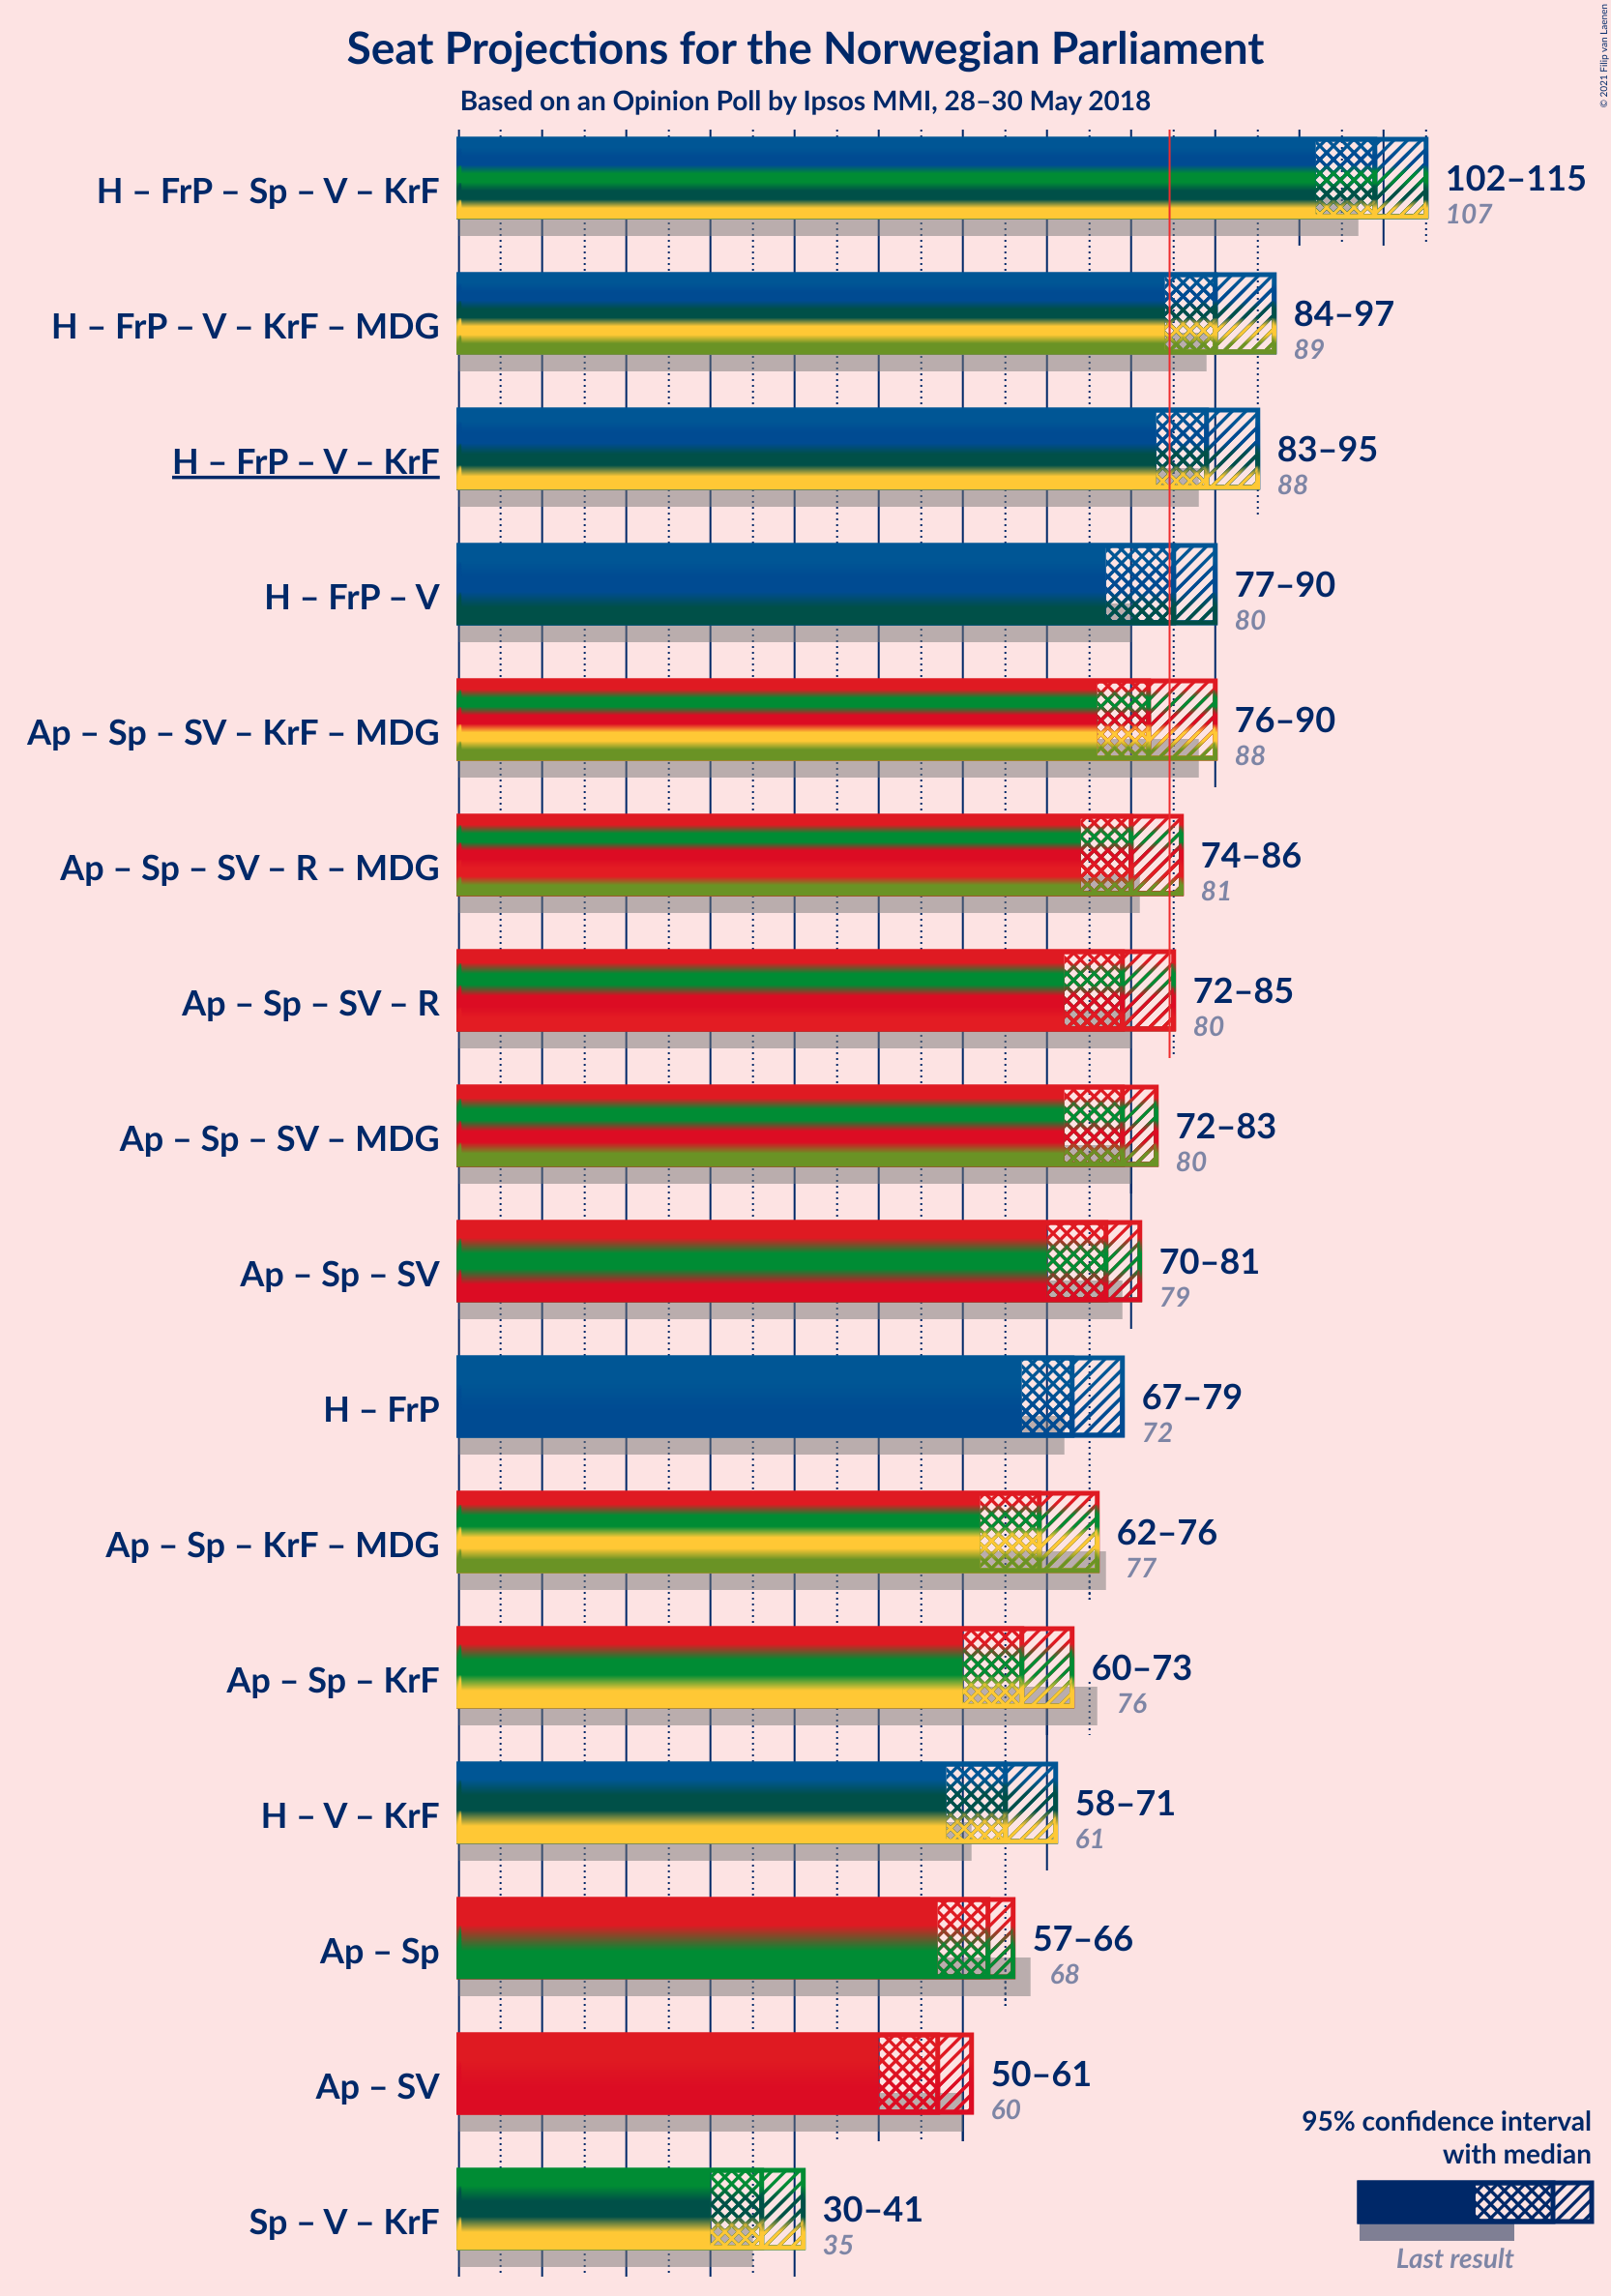 © 2021 Filip van Laenen
Seat Projections for the Norwegian Parliament
Based on an Opinion Poll by Ipsos MMI, 28–30 May 2018
H – FrP – Sp – V – KrF
102–115
107
H – FrP – V – KrF – MDG
84–97
89
H – FrP – V – KrF
83–95
88
H – FrP – V
77–90
80
Ap – Sp – SV – KrF – MDG
76–90
88
Ap – Sp – SV – R – MDG
74–86
81
Ap – Sp – SV – R
72–85
80
Ap – Sp – SV – MDG
72–83
80
Ap – Sp – SV
70–81
79
H – FrP
67–79
72
Ap – Sp – KrF – MDG
62–76
77
Ap – Sp – KrF
60–73
76
H – V – KrF
58–71
61
Ap – Sp
57–66
68
Ap – SV
50–61
60
Sp – V – KrF
30–41
35
95% confidence interval
with median
Last result